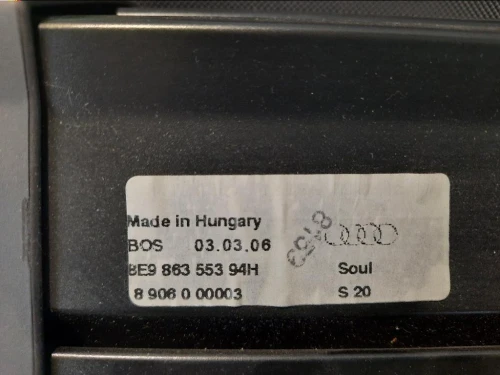 Made in Hungary
BOS 03.03.06
8E9 863 553 94H Soul
8 906 0 00003 S 20